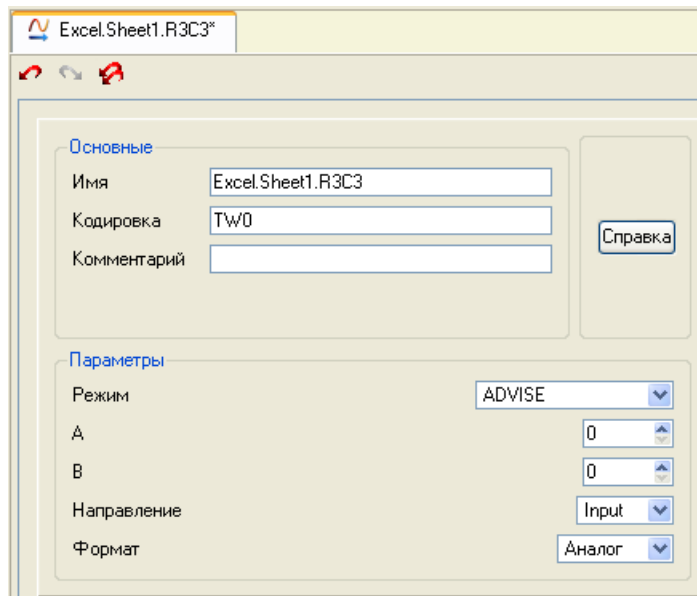 Excel.Sheet1.R3C3*
Основные
Имя Excel.Sheet1.R3C3
Кодировка TW0
Комментарий
Справка
Параметры
Режим ADVISE
A 0
B 0
Направление Input
Формат Аналог